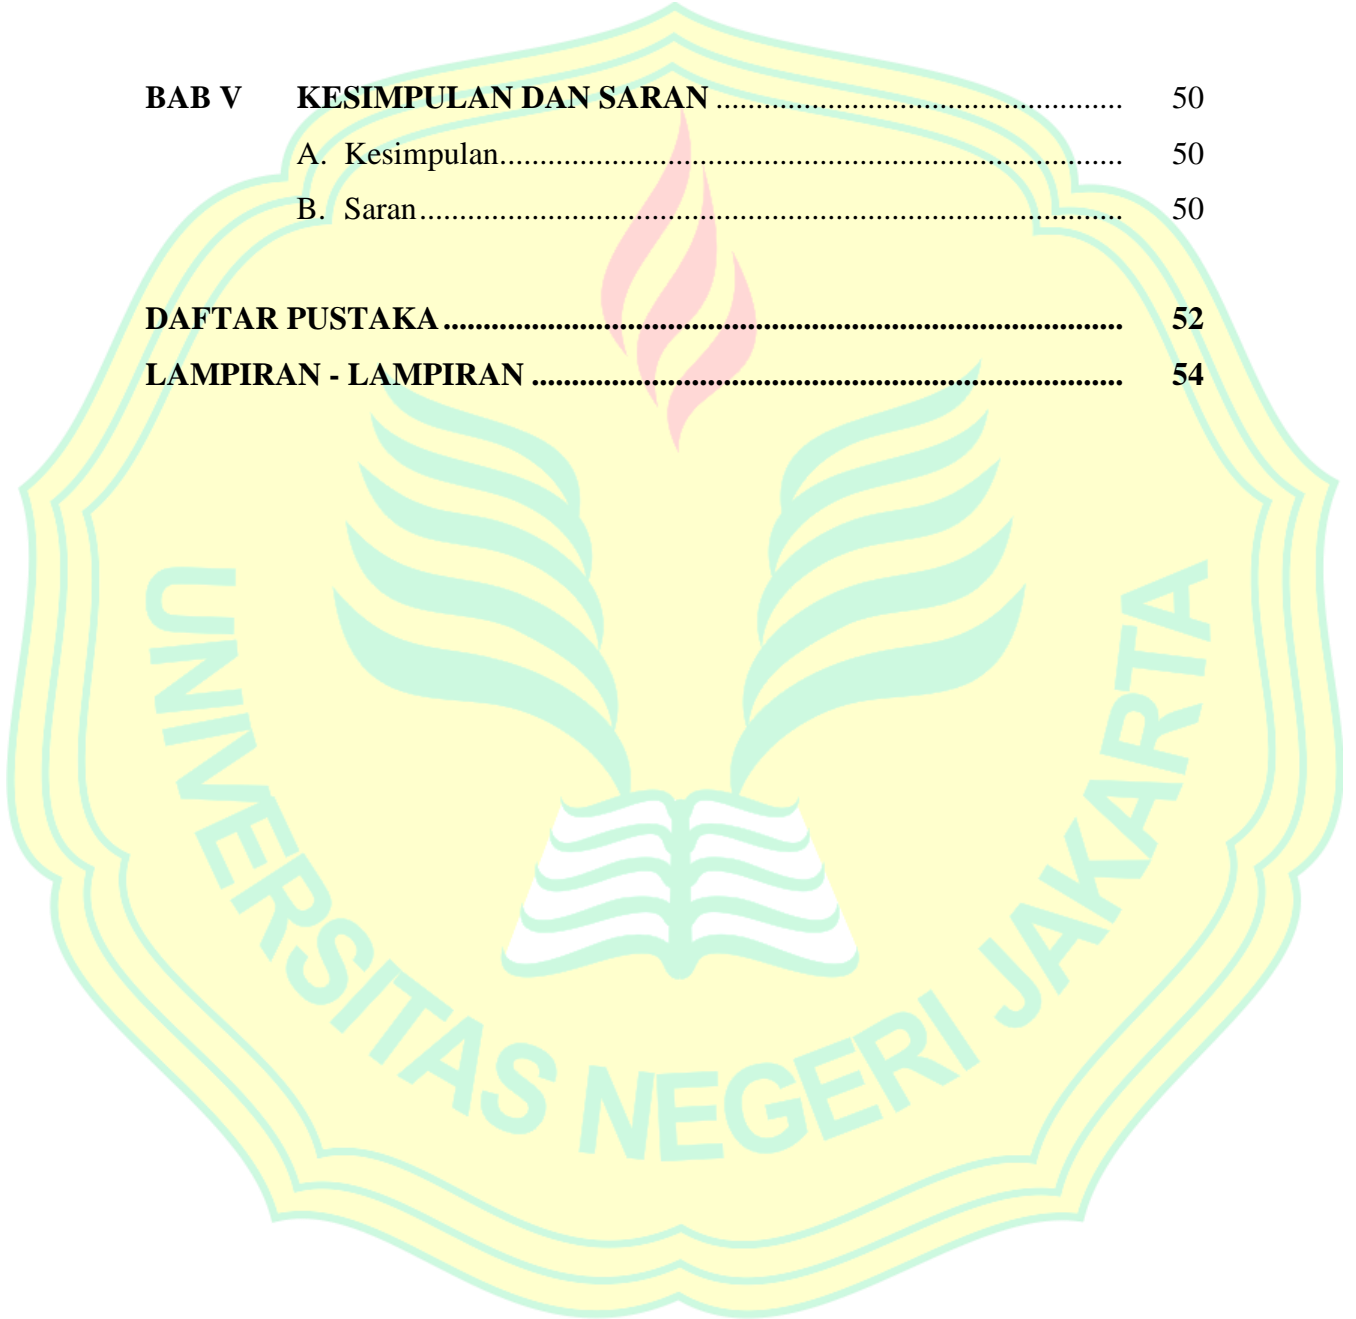 BAB V KESIMPULAN DAN SARAN ................................................... 50
A. Kesimpulan.............................................................................. 50
B. Saran........................................................................................ 50
DAFTAR PUSTAKA ..................................................................................... 52
LAMPIRAN - LAMPIRAN .......................................................................... 54
UNIVERSITAS NEGERI JAKARTA